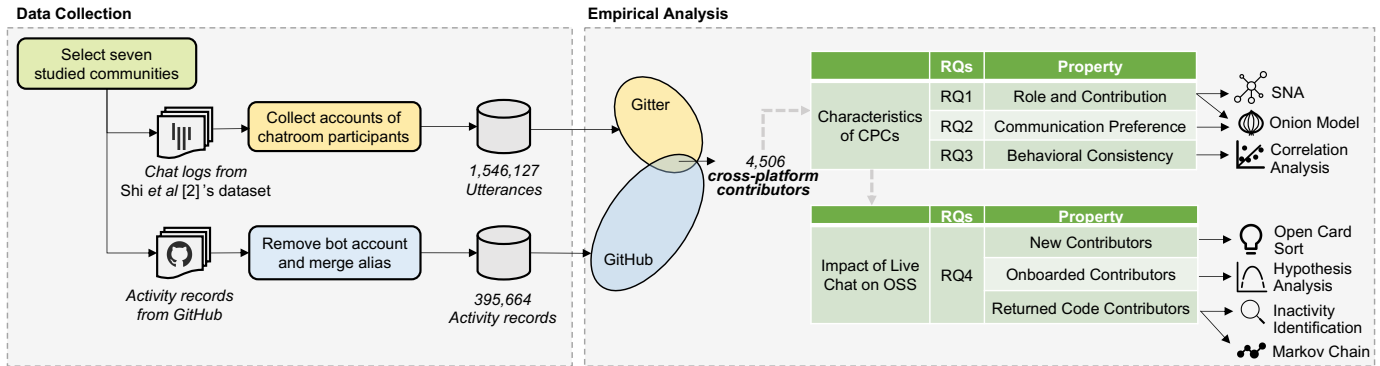 Data Collection
Select seven
studied communities
Chat logs from
Shi et al [2]'s dataset
Collect accounts of
chatroom participants
1,546,127
Utterances
Activity records
from GitHub
Remove bot account
and merge alias
395,664
Activity records
Empirical Analysis
Gitter
GitHub
4,506
cross-platform
contributors
RQs Property
Characteristics
of CPCs
RQ1 Role and Contribution
RQ2 Communication Preference
RQ3 Behavioral Consistency
SNA
Onion Model
Correlation
Analysis
RQs Property
Impact of Live
Chat on OSS
RQ4
New Contributors
Onboarded Contributors
Returned Code Contributors
Open Card
Sort
Hypothesis
Analysis
Inactivity
Identification
Markov Chain